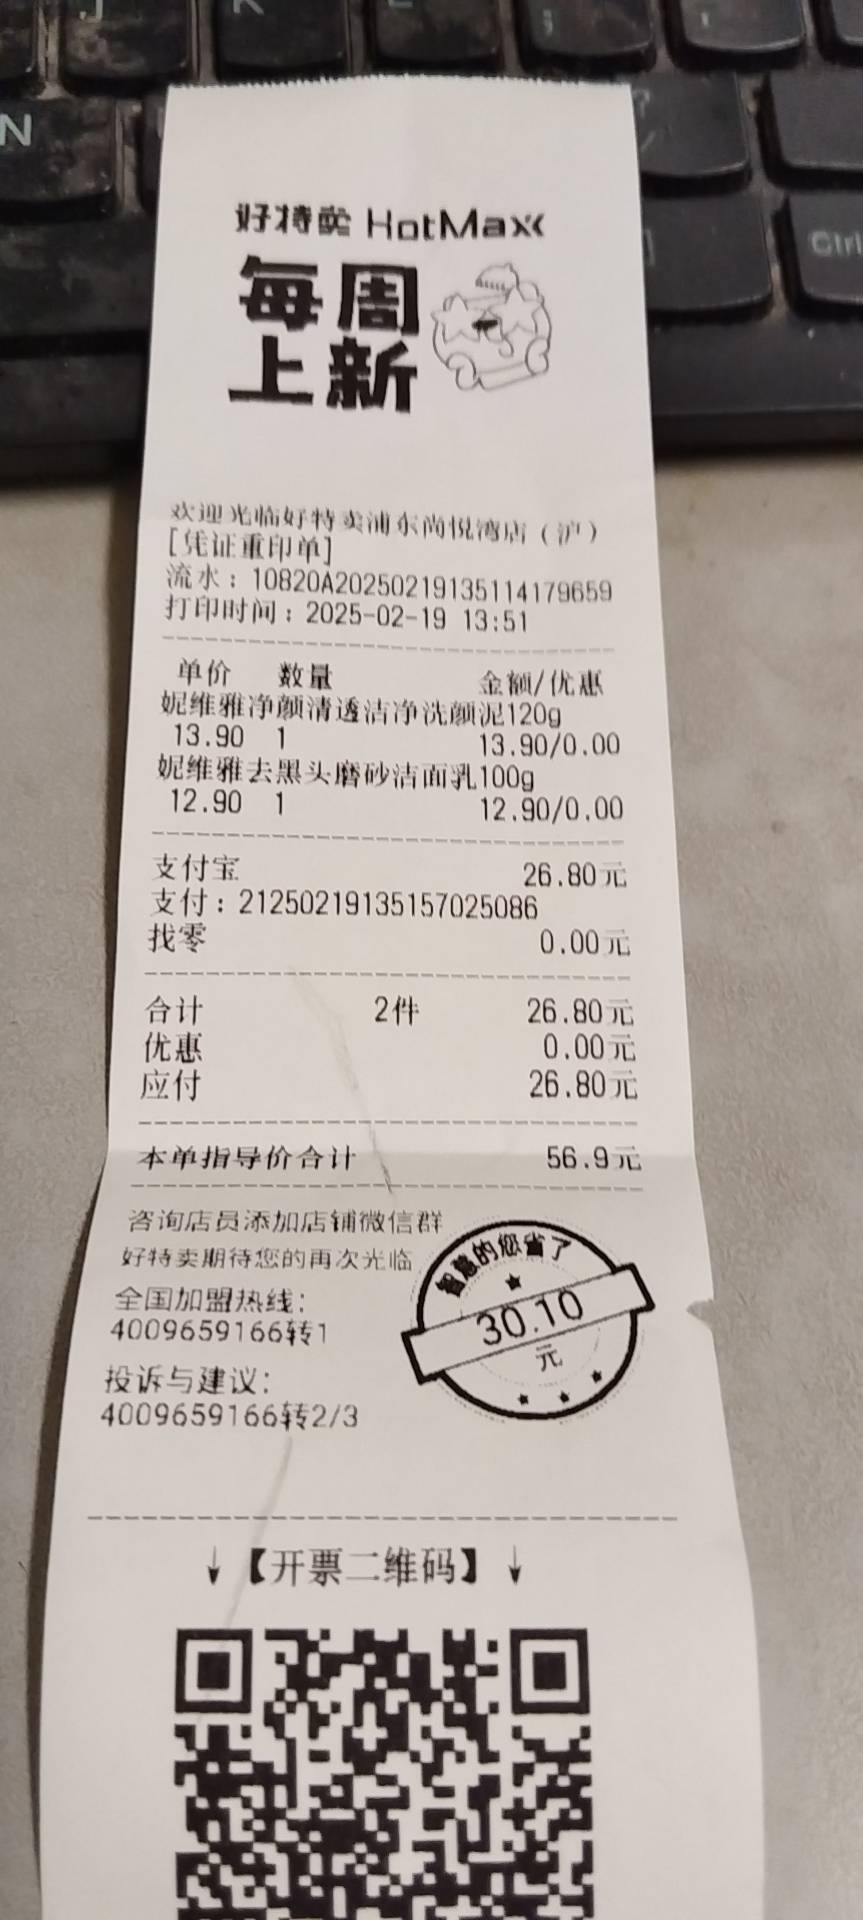 好特卖 HotMaxx
每周
上新
欢迎光临好特卖浦东尚悦湾店（沪）
[凭证重印单]
流水：10820A202502191351141​79659
打印时间：2025-02-19 13:51
单价 数量 金额/优惠
妮维雅净颜清透洁净洗颜泥120g
13.90 1 13.90/0.00
妮维雅去黑头磨砂洁面乳100g
12.90 1 12.90/0.00
支付宝 26.80元
支付：21250219135157025086
找零 0.00元
合计 2件 26.80元
优惠 0.00元
应付 26.80元
本单指导价合计 56.9元
咨询店员添加店铺微信群
好特卖期待您的再次光临
全国加盟热线：
4009659166转1
投诉与建议：
4009659166转2/3
智慧的您省了
30.10
元
↓【开票二维码】↓
N
Ctrl